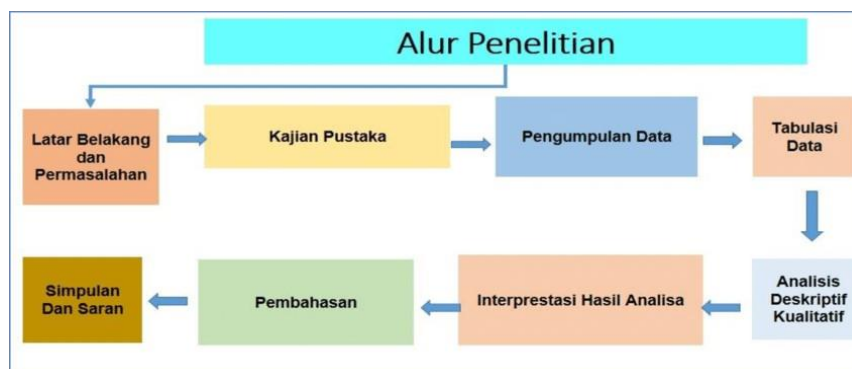 Alur Penelitian
Latar Belakang
dan
Permasalahan
Kajian Pustaka
Pengumpulan Data
Tabulasi
Data
Analisis
Deskriptif
Kualitatif
Interprestasi Hasil Analisa
Pembahasan
Simpulan
Dan Saran